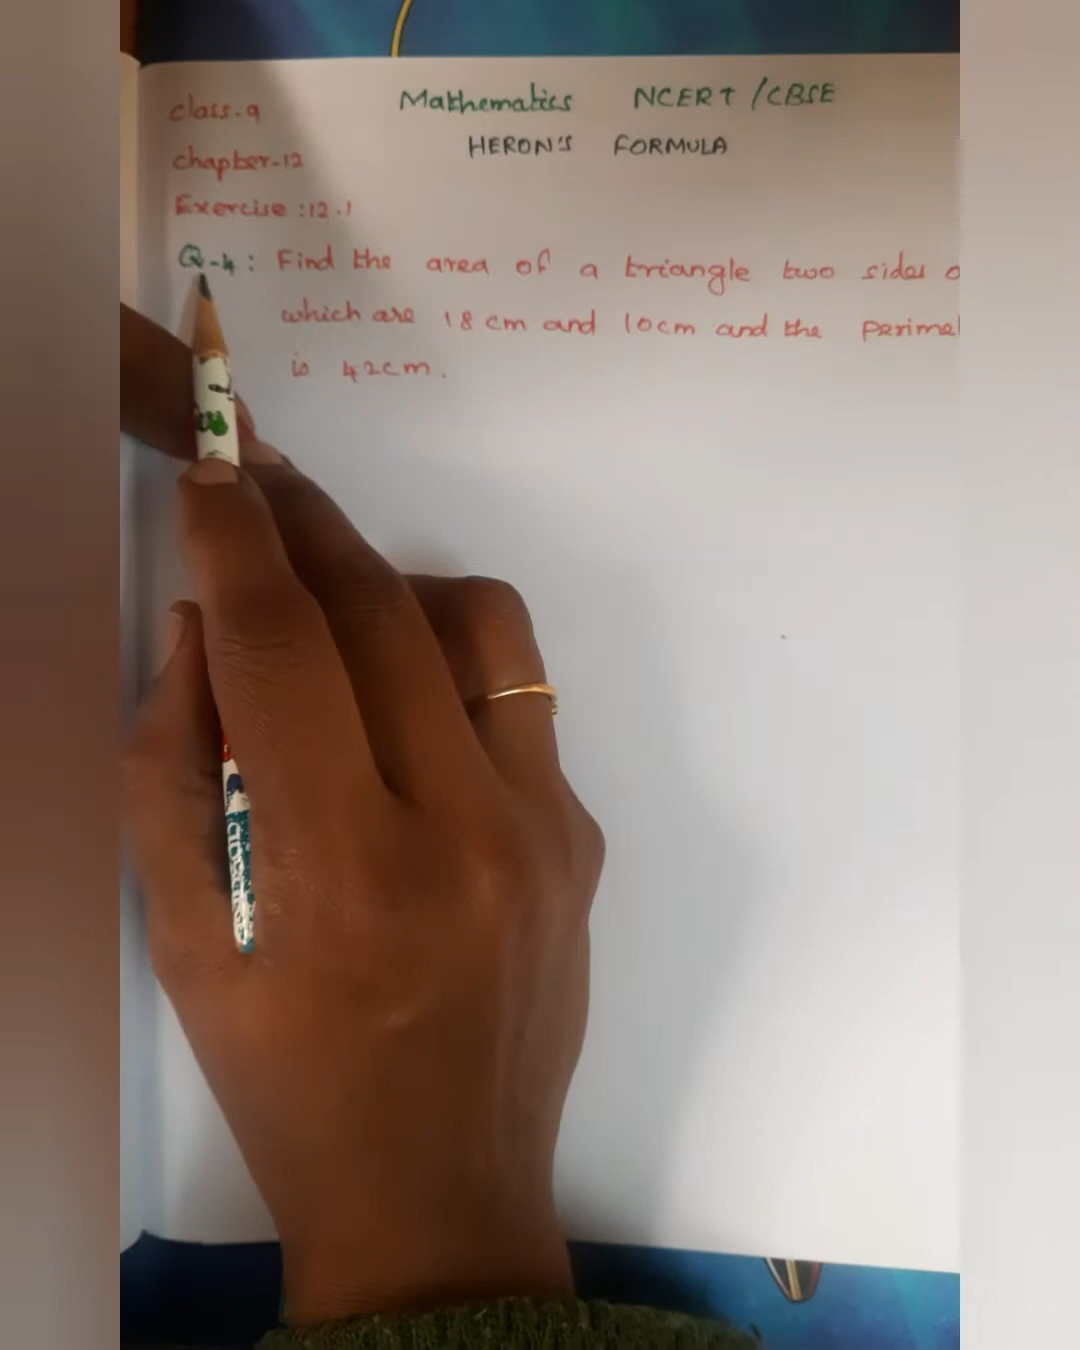 class-9
Mathematics NCERT /CBSE
HERON'S FORMULA
chapter-12
Exercise :12.1
Q-4: Find the area of a triangle two sides
which are 18 cm and 10cm and the
is 42cm.